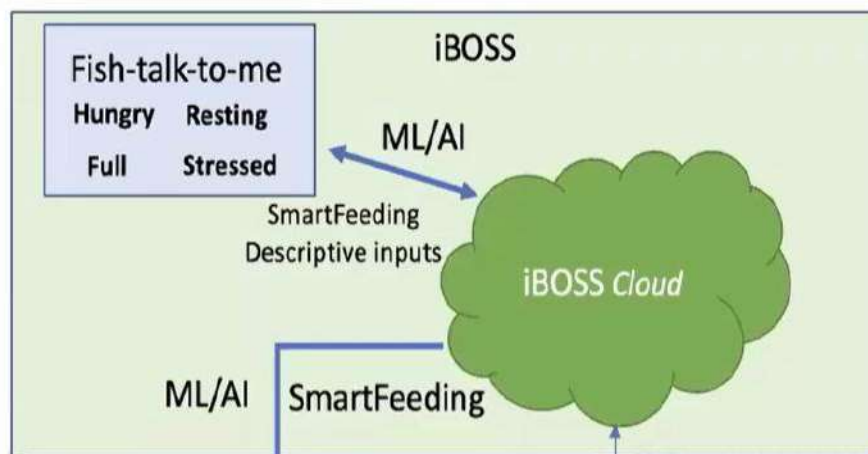 iBOSS
Fish-talk-to-me
Hungry Resting
Full Stressed
ML/AI
SmartFeeding
Descriptive inputs
iBOSS Cloud
ML/AI
SmartFeeding